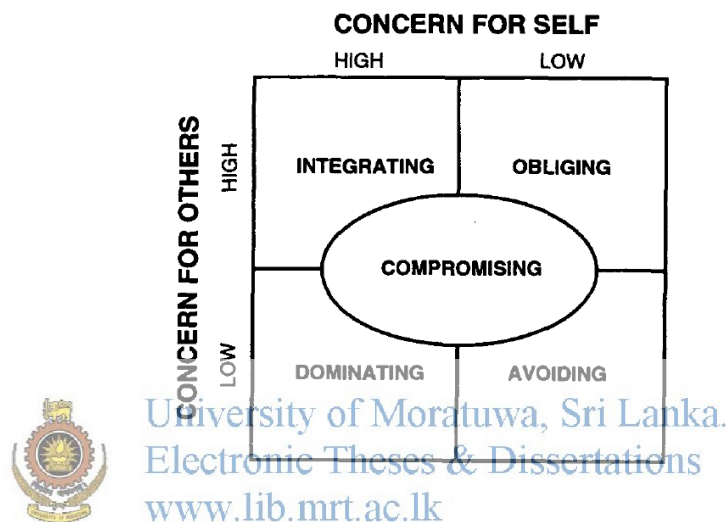 CONCERN FOR SELF
HIGH LOW
CONCERN FOR OTHERS
HIGH
INTEGRATING OBLIGING
COMPROMISING
LOW
DOMINATING AVOIDING
University of Moratuwa, Sri Lanka.
Electronic Theses & Dissertations
www.lib.mrt.ac.lk